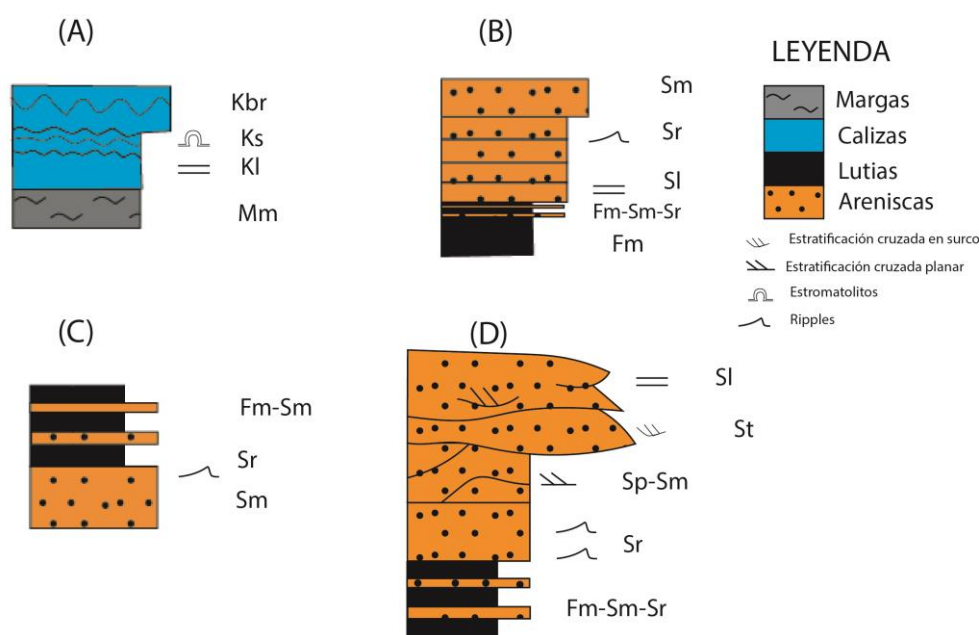 (A)
Kbr
Ks
Kl
Mm
(B)
Sm
Sr
Sl
Fm-Sm-Sr
Fm
LEYENDA
Margas
Calizas
Lutias
Areniscas
Estratificación cruzada en surco
Estratificación cruzada planar
Estromatolitos
Ripples
(C)
Fm-Sm
Sr
Sm
(D)
Sl
St
Sp-Sm
Sr
Fm-Sm-Sr